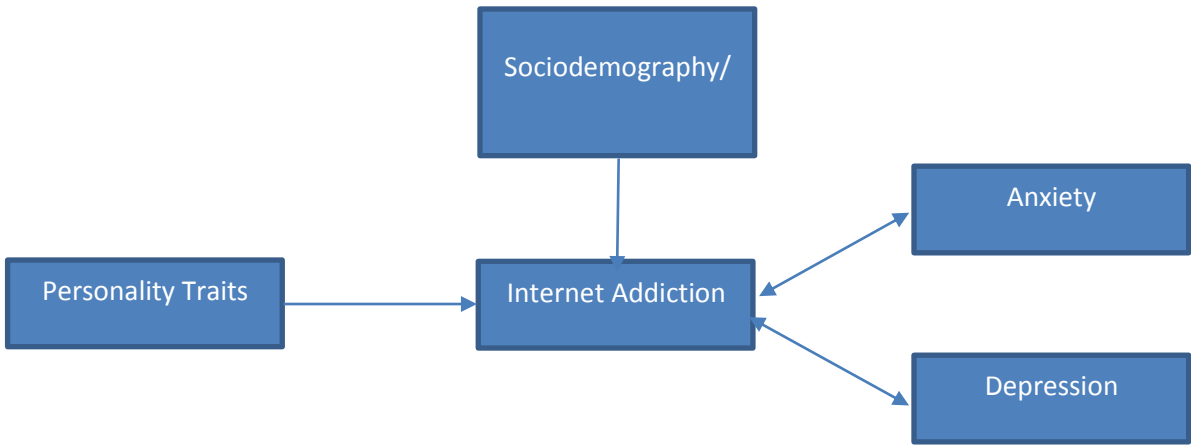 Sociodemography/
Anxiety
Personality Traits
Internet Addiction
Depression